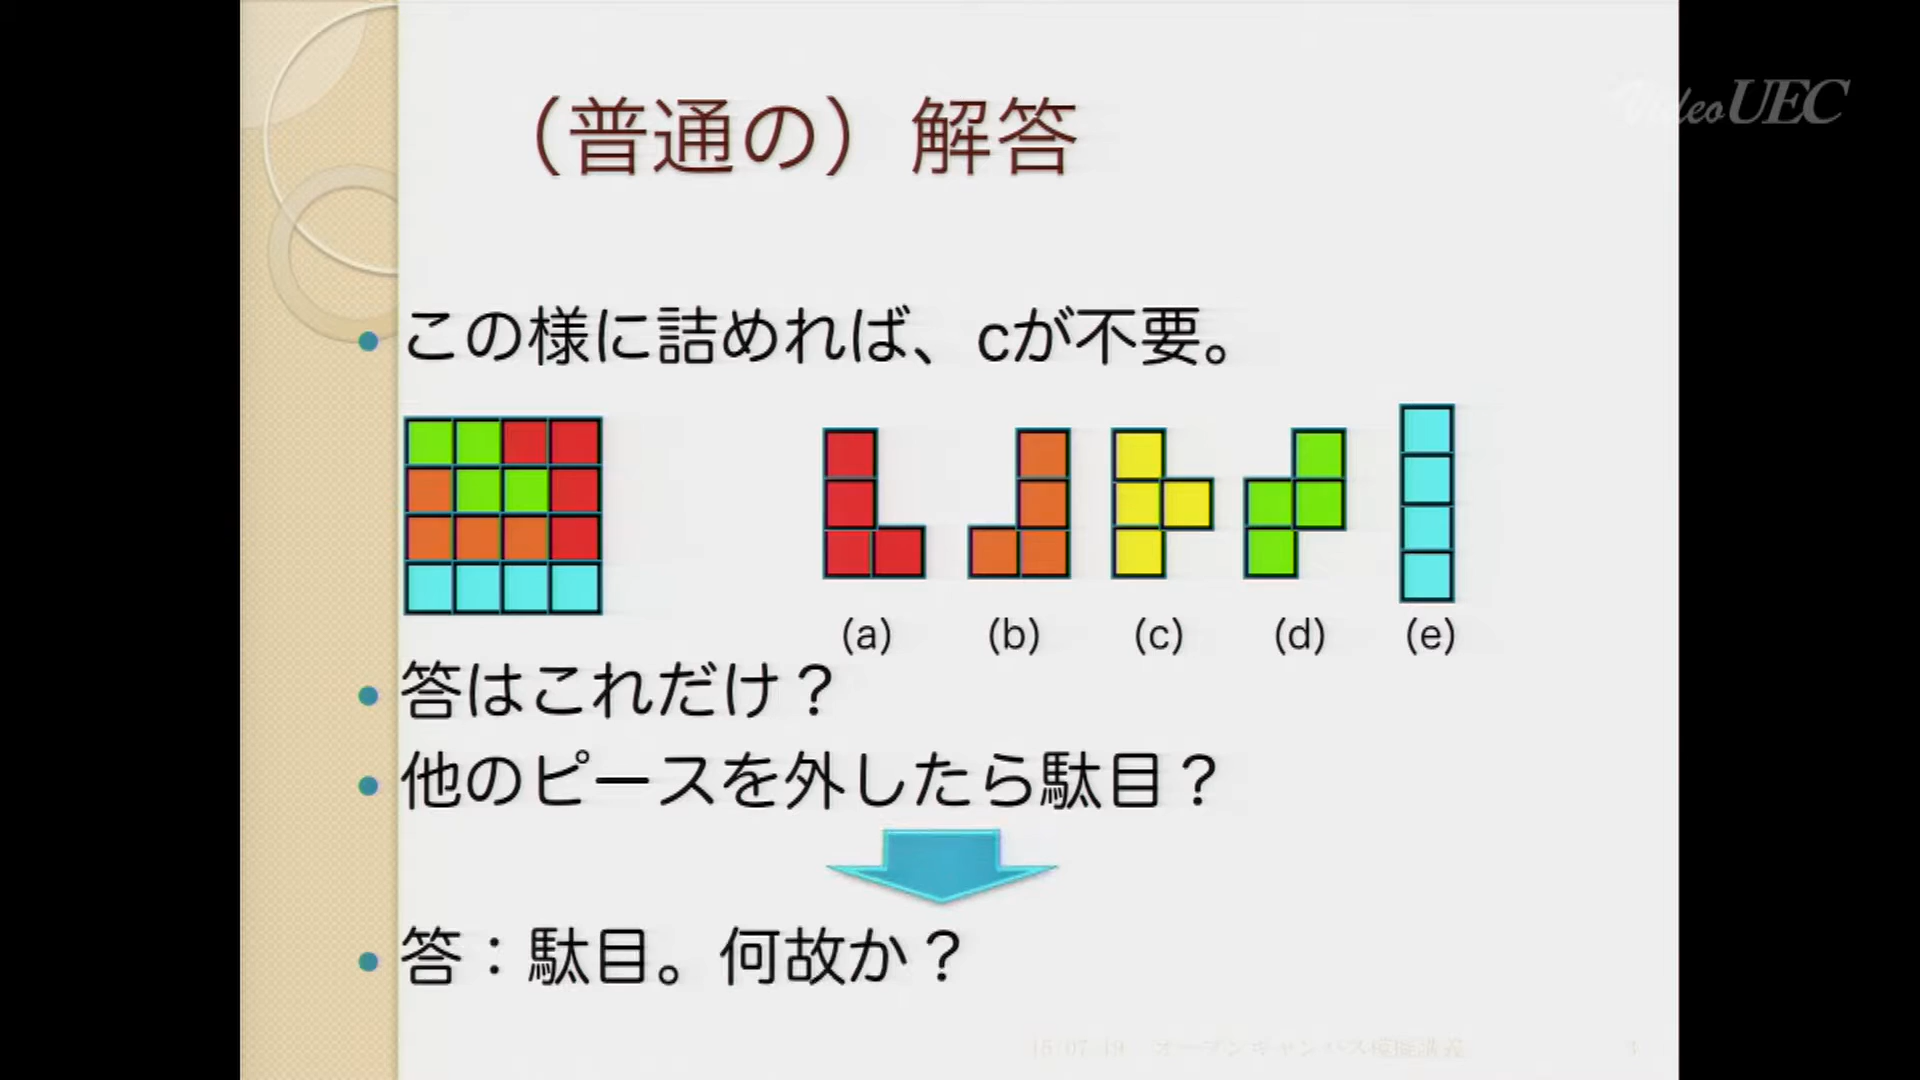 Video UEC
（普通の）解答
この様に詰めれば、cが不要。
(a) (b) (c) (d) (e)
答はこれだけ？
他のピースを外したら駄目？
答：駄目。何故か？